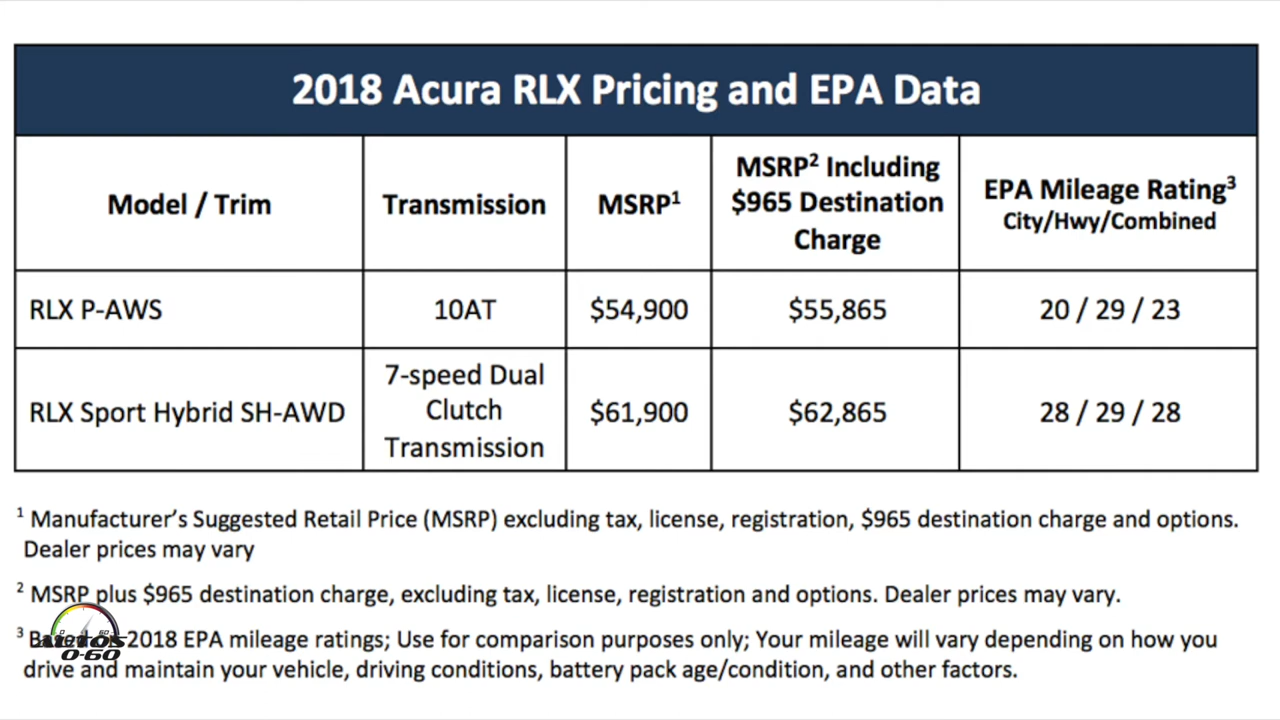 2018 Acura RLX Pricing and EPA Data
Model / Trim
Transmission
MSRP¹
MSRP² Including
$965 Destination
Charge
EPA Mileage Rating³
City/Hwy/Combined
RLX P-AWS
10AT
$54,900
$55,865
20 / 29 / 23
RLX Sport Hybrid SH-AWD
7-speed Dual
Clutch
Transmission
$61,900
$62,865
28 / 29 / 28
¹ Manufacturer’s Suggested Retail Price (MSRP) excluding tax, license, registration, $965 destination charge and options.
Dealer prices may vary
² MSRP plus $965 destination charge, excluding tax, license, registration and options. Dealer prices may vary.
³ Based on 2018 EPA mileage ratings; Use for comparison purposes only; Your mileage will vary depending on how you
drive and maintain your vehicle, driving conditions, battery pack age/condition, and other factors.
AUTOS
0-60